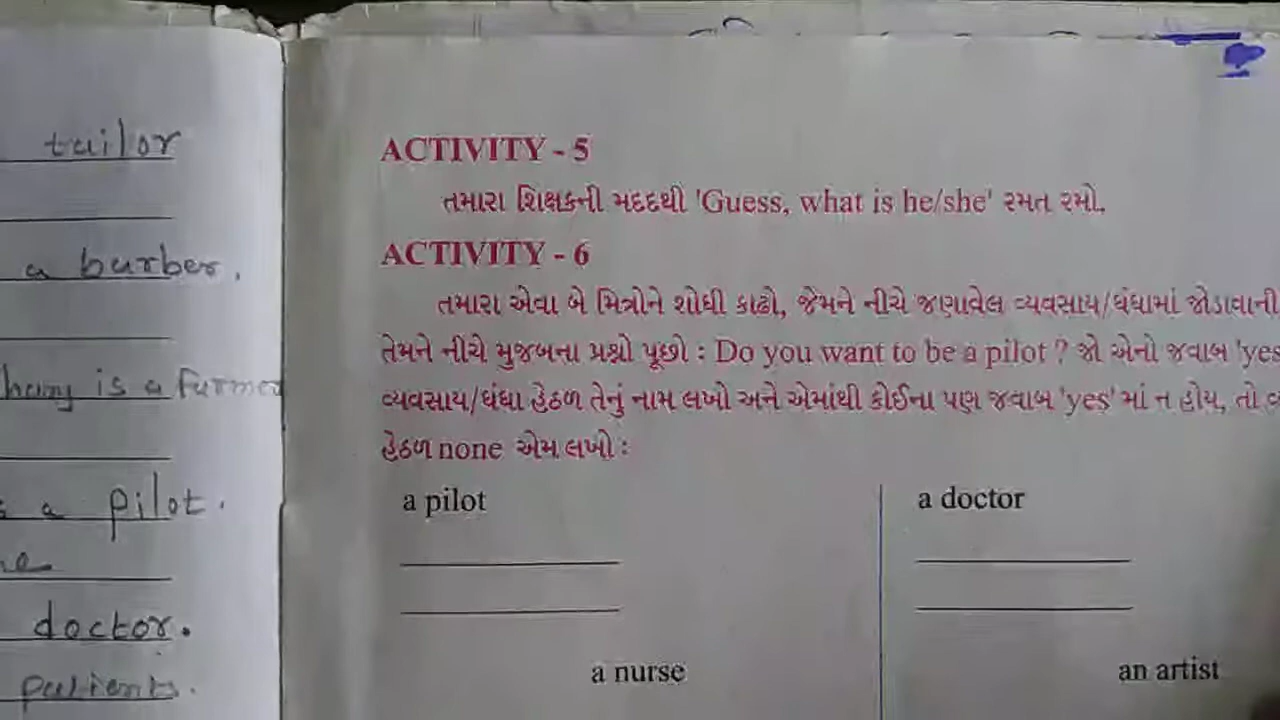 tailor
a barber.
is a farmer
a pilot.
doctor.
patients.
ACTIVITY - 5
તમારા શિક્ષકની મદદથી 'Guess, what is he/she' રમત રમો.
ACTIVITY - 6
તમારા એવા બે મિત્રોને શોધી કાઢો, જેમને નીચે જણાવેલ વ્યવસાય/ધંધામાં જોડાવાની
તેમને નીચે મુજબના પ્રશ્નો પૂછો : Do you want to be a pilot ? જો એનો જવાબ 'yes
વ્યવસાય/ધંધા હેઠળ તેનું નામ લખો અને એમાંથી કોઈના પણ જવાબ 'yes' માં ન હોય, તો
હેઠળ none એમ લખો :
a pilot
a doctor
a nurse
an artist